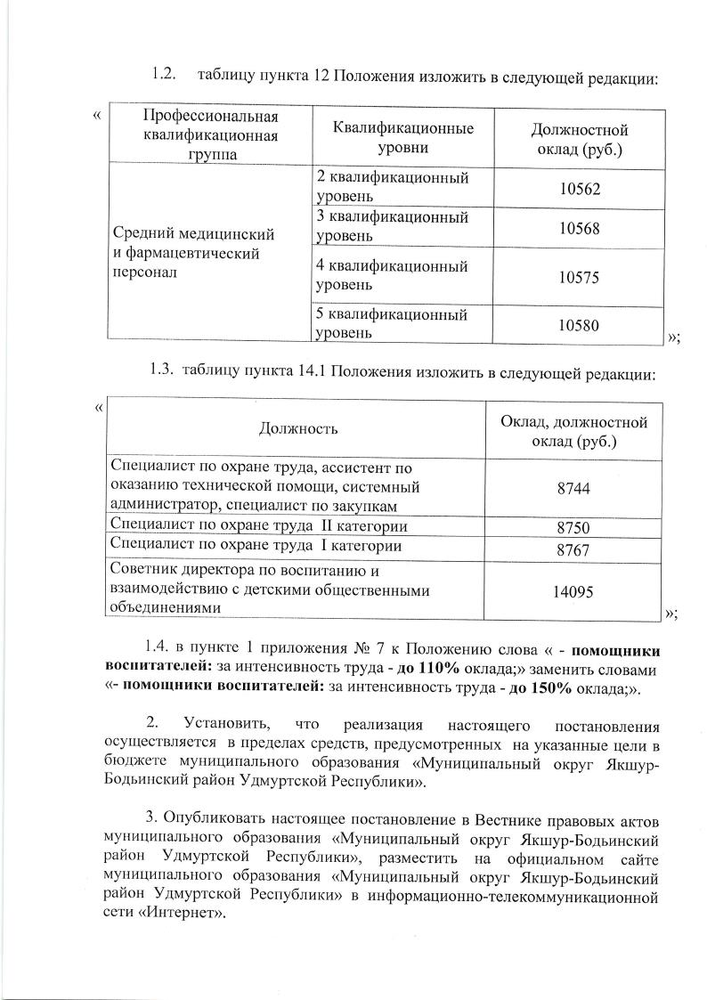 1.2. таблицу пункта 12 Положения изложить в следующей редакции:
«
Профессиональная
квалификационная
группа
Квалификационные
уровни
Должностной
оклад (руб.)
Средний медицинский
и фармацевтический
персонал
2 квалификационный
уровень
10562
3 квалификационный
уровень
10568
4 квалификационный
уровень
10575
5 квалификационный
уровень
10580
»;
1.3. таблицу пункта 14.1 Положения изложить в следующей редакции:
«
Должность
Оклад, должностной
оклад (руб.)
Специалист по охране труда, ассистент по
оказанию технической помощи, системный
администратор, специалист по закупкам
8744
Специалист по охране труда II категории
8750
Специалист по охране труда I категории
8767
Советник директора по воспитанию и
взаимодействию с детскими общественными
объединениями
14095
»;
1.4. в пункте 1 приложения № 7 к Положению слова « - помощники
воспитателей: за интенсивность труда - до 110% оклада;» заменить словами
«- помощники воспитателей: за интенсивность труда - до 150% оклада;».
2. Установить, что реализация настоящего постановления
осуществляется в пределах средств, предусмотренных на указанные цели в
бюджете муниципального образования «Муниципальный округ Якшур-
Бодьинский район Удмуртской Республики».
3. Опубликовать настоящее постановление в Вестнике правовых актов
муниципального образования «Муниципальный округ Якшур-Бодьинский
район Удмуртской Республики», разместить на официальном сайте
муниципального образования «Муниципальный округ Якшур-Бодьинский
район Удмуртской Республики» в информационно-телекоммуникационной
сети «Интернет».